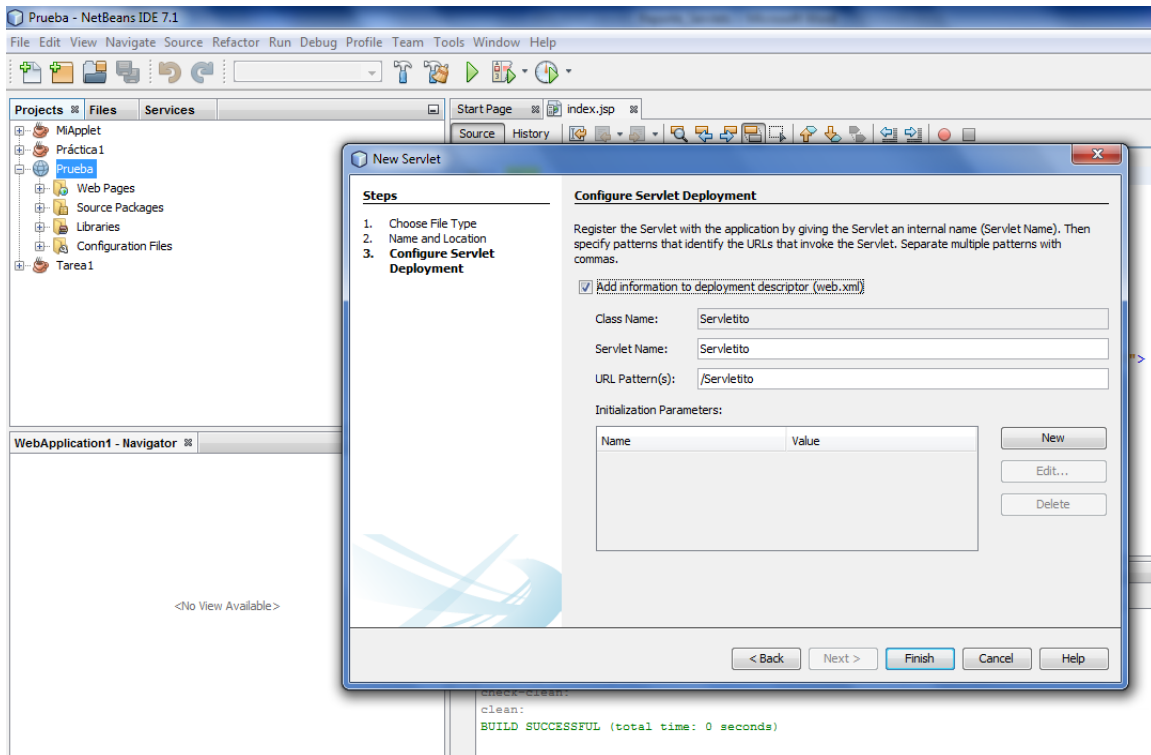 Prueba - NetBeans IDE 7.1
File Edit View Navigate Source Refactor Run Debug Profile Team Tools Window Help
Projects Files Services
MiApplet
Práctica1
Prueba
Web Pages
Source Packages
Libraries
Configuration Files
Tarea1
WebApplication1 - Navigator
<No View Available>
Start Page index.jsp
Source History
New Servlet
Steps
1. Choose File Type
2. Name and Location
3. Configure Servlet
Deployment
Configure Servlet Deployment
Register the Servlet with the application by giving the Servlet an internal name (Servlet Name). Then
specify patterns that identify the URLs that invoke the Servlet. Separate multiple patterns with
commas.
Add information to deployment descriptor (web.xml)
Class Name: Servletito
Servlet Name: Servletito
URL Pattern(s): /Servletito
Initialization Parameters:
Name Value
New
Edit...
Delete
">
< Back Next > Finish Cancel Help
check-clean:
clean:
BUILD SUCCESSFUL (total time: 0 seconds)